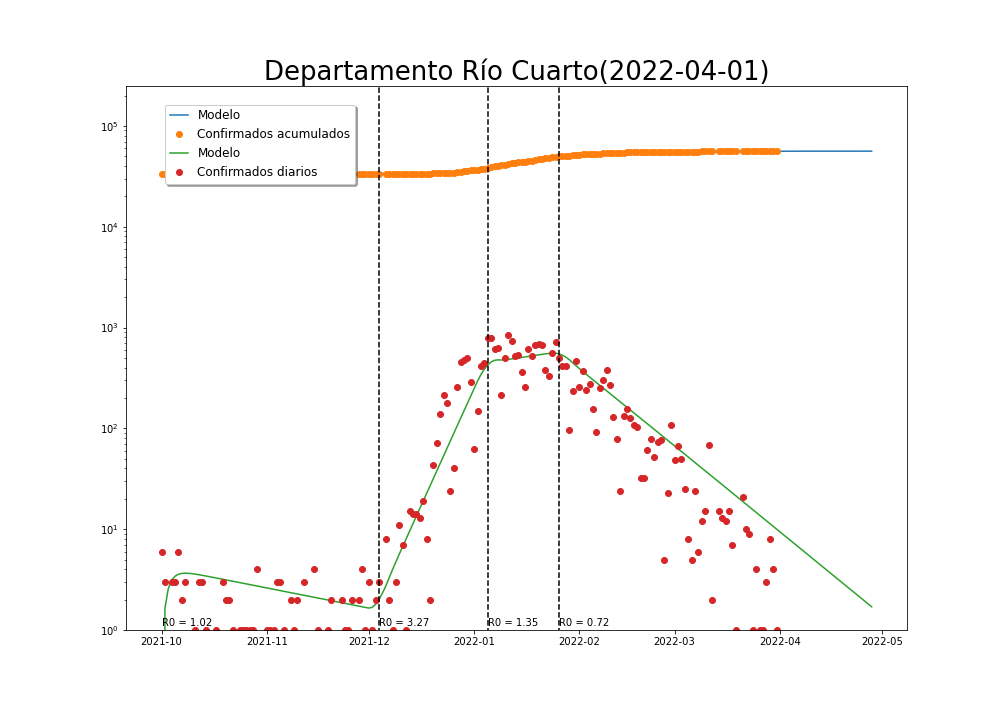 Departamento Río Cuarto(2022-04-01)
Modelo
Confirmados acumulados
Modelo
Confirmados diarios
10^5
10^4
10^3
10^2
10^1
10^0
R0 = 1.02 R0 = 3.27 R0 = 1.35 R0 = 0.72
2021-10 2021-11 2021-12 2022-01 2022-02 2022-03 2022-04 2022-05